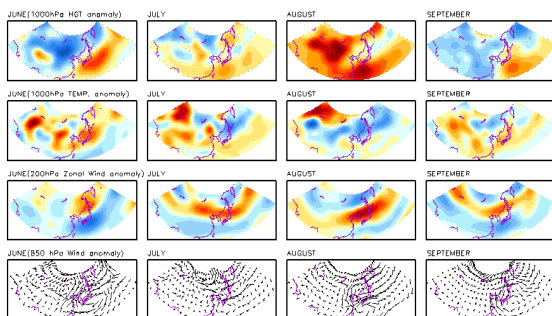 JUNE(1000hPa HGT anomaly) JULY AUGUST SEPTEMBER
JUNE(1000hPa TEMP. anomaly) JULY AUGUST SEPTEMBER
JUNE(200hPa Zonal Wind anomaly) JULY AUGUST SEPTEMBER
JUNE(850 hPa Wind anomaly) JULY AUGUST SEPTEMBER